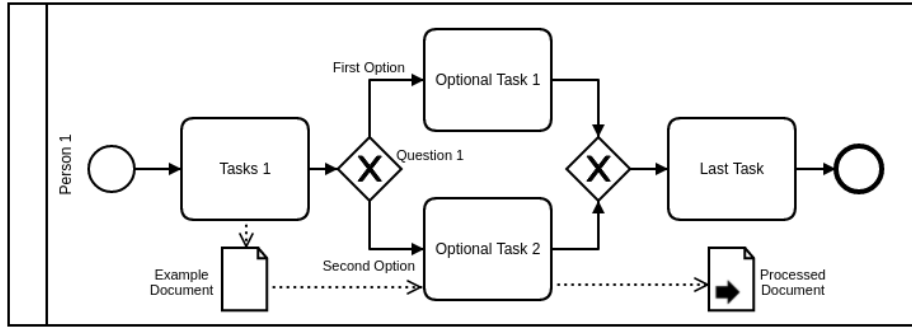 Person 1
Tasks 1
First Option
Question 1
Second Option
Optional Task 1
Optional Task 2
Last Task
Example
Document
Processed
Document